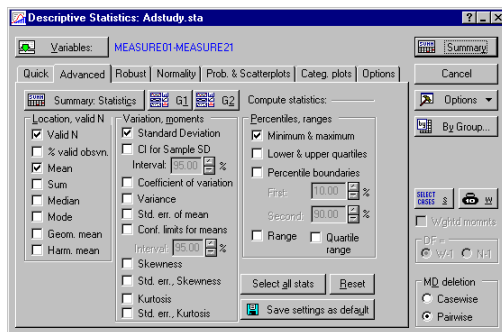 Descriptive Statistics: Adstudy.sta
Variables: MEASURE01-MEASURE21
Summary
Quick Advanced Robust Normality Prob. & Scatterplots Categ. plots Options
Cancel
Options
By Group...
Summary: Statistics G1 G2 Compute statistics:
Location, valid N
Valid N
% valid obsvn.
Mean
Sum
Median
Mode
Geom. mean
Harm. mean
Variation, moments
Standard Deviation
CI for Sample SD
Interval: 95.00 %
Coefficient of variation
Variance
Std. err. of mean
Conf. limits for means
Interval: 95.00 %
Skewness
Std. err., Skewness
Kurtosis
Std. err., Kurtosis
Percentiles, ranges
Minimum & maximum
Lower & upper quartiles
Percentile boundaries
First: 10.00 %
Second: 90.00 %
Range
Quartile range
Select all stats Reset
Save settings as default
SELECT CASES S W
Wghtd momnts
DF =
W-1 N-1
MD deletion
Casewise
Pairwise